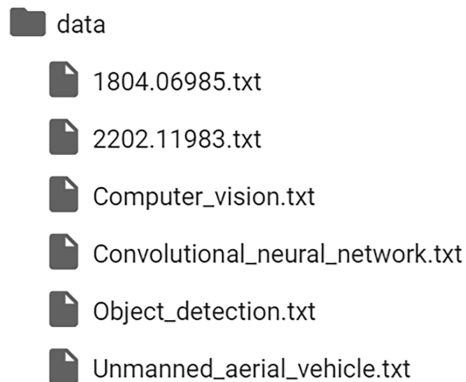 data
1804.06985.txt
2202.11983.txt
Computer_vision.txt
Convolutional_neural_network.txt
Object_detection.txt
Unmanned_aerial_vehicle.txt